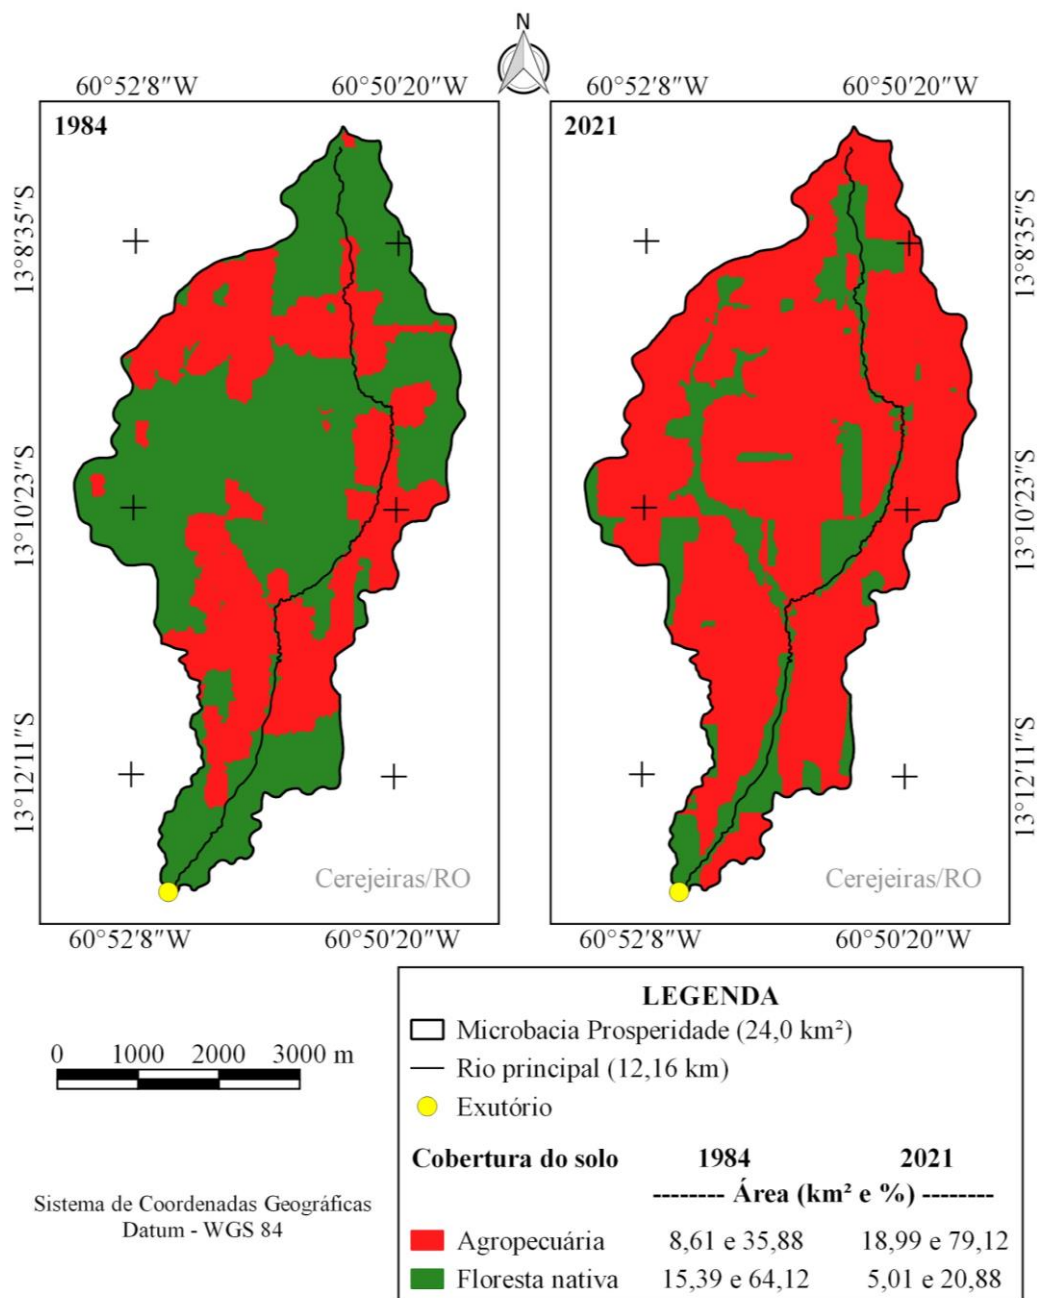 N
60°52'8"W 60°50'20"W 60°52'8"W 60°50'20"W
1984 2021
13°8'35"S 13°8'35"S
13°10'23"S 13°10'23"S
13°12'11"S 13°12'11"S
Cerejeiras/RO Cerejeiras/RO
60°52'8"W 60°50'20"W 60°52'8"W 60°50'20"W
LEGENDA
Microbacia Prosperidade (24,0 km²)
0 1000 2000 3000 m
Rio principal (12,16 km)
Exutório
Cobertura do solo 1984 2021
-------- Área (km² e %) --------
Sistema de Coordenadas Geográficas
Datum - WGS 84
Agropecuária 8,61 e 35,88 18,99 e 79,12
Floresta nativa 15,39 e 64,12 5,01 e 20,88